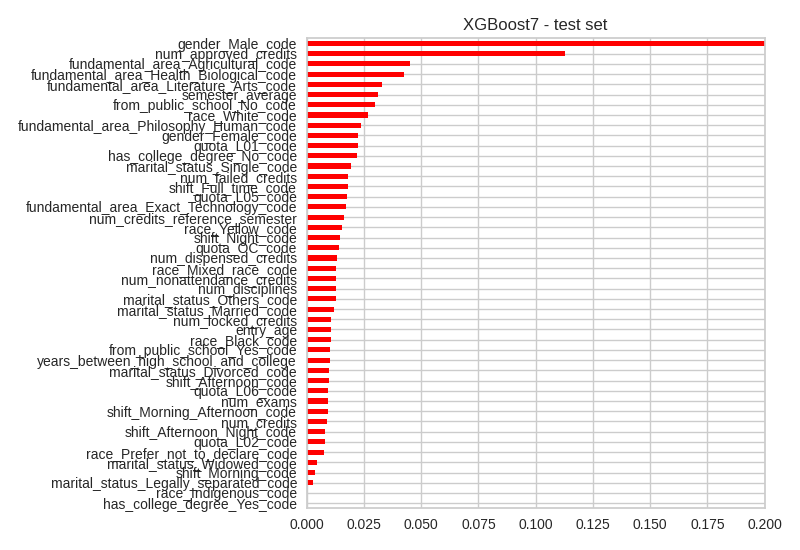 XGBoost7 - test set
gender_Male_code
num_approved_credits
fundamental_area_Agricultural_code
fundamental_area_Health_Biological_code
fundamental_area_Literature_Arts_code
semester_average
from_public_school_No_code
race_White_code
fundamental_area_Philosophy_Human_code
gender_Female_code
quota_L01_code
has_college_degree_No_code
marital_status_Single_code
num_failed_credits
shift_Full_time_code
quota_L05_code
fundamental_area_Exact_Technology_code
num_credits_reference_semester
race_Yellow_code
shift_Night_code
quota_OC_code
num_dispensed_credits
race_Mixed_race_code
num_nonattendance_credits
num_disciplines
marital_status_Others_code
marital_status_Married_code
num_locked_credits
entry_age
race_Black_code
from_public_school_Yes_code
years_between_high_school_and_college
marital_status_Divorced_code
shift_Afternoon_code
quota_L06_code
num_exams
shift_Morning_Afternoon_code
num_credits
shift_Afternoon_Night_code
quota_L02_code
race_Prefer_not_to_declare_code
marital_status_Widowed_code
shift_Morning_code
marital_status_Legally_separated_code
race_Indigenous_code
has_college_degree_Yes_code
0.000 0.025 0.050 0.075 0.100 0.125 0.150 0.175 0.200